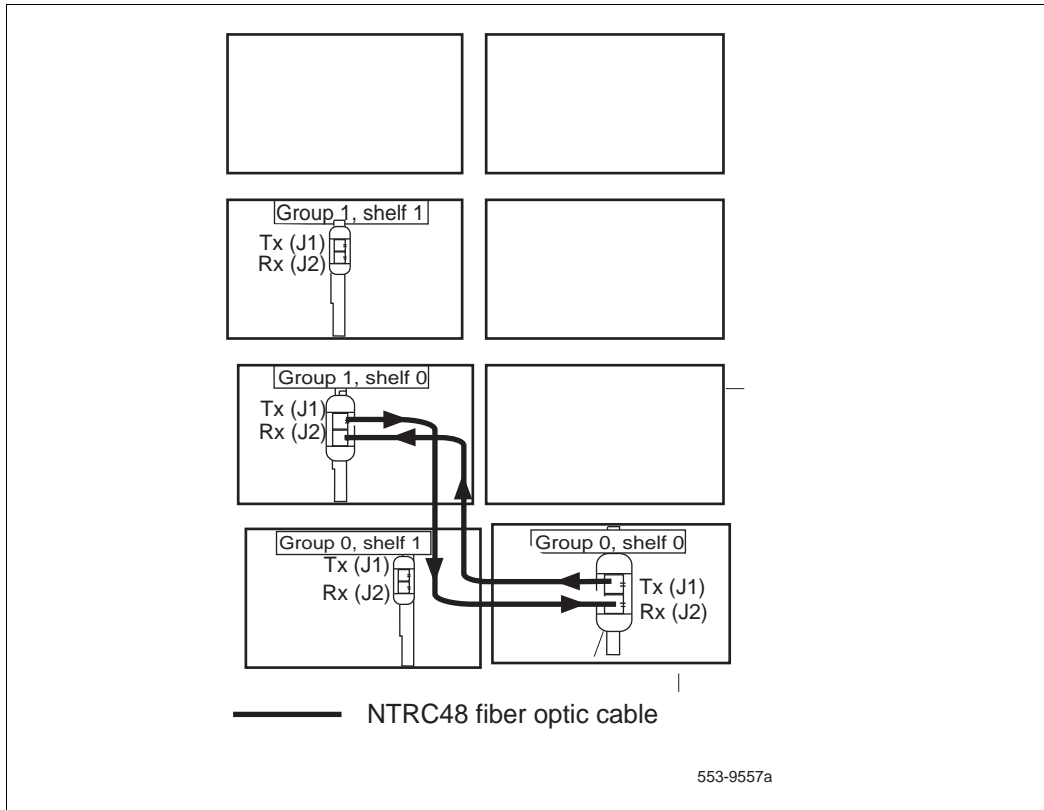 Group 1, shelf 1
Tx (J1)
Rx (J2)
Group 1, shelf 0
Tx (J1)
Rx (J2)
Group 0, shelf 1
Tx (J1)
Rx (J2)
Group 0, shelf 0
Tx (J1)
Rx (J2)
NTRC48 fiber optic cable
553-9557a